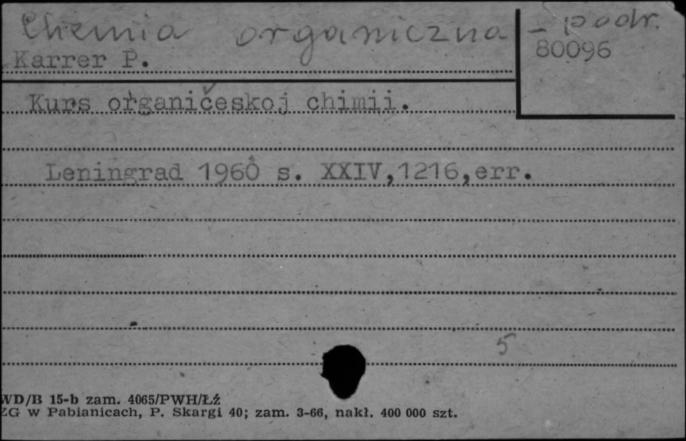 Chemia organiczna - podr.
Karrer P.
80096
Kurs organičeskoj chimii.
Leningrad 1960 s. XXIV,1216,err.
5
WD/B 15-b zam. 4065/PWH/Łź
ZG w Pabianicach, P. Skargi 40; zam. 3-66, nakł. 400 000 szt.